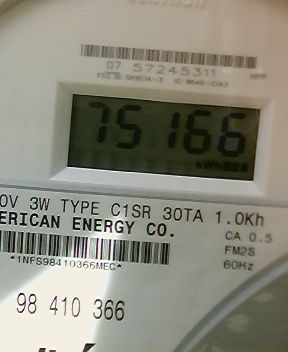 07 57245311
75166
kWh
0V 3W TYPE C1SR 30TA 1.0Kh
ERICAN ENERGY CO.
CA 0.5
FM2S
*1NFS98410366MEC*
60Hz
98 410 366